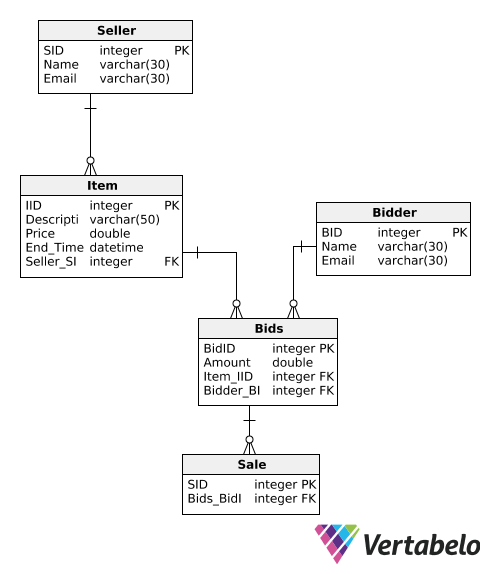 Seller
SID integer PK
Name varchar(30)
Email varchar(30)
Item
IID integer PK
Descripti varchar(50)
Price double
End_Time datetime
Seller_SI integer FK
Bidder
BID integer PK
Name varchar(30)
Email varchar(30)
Bids
BidID integer PK
Amount double
Item_IID integer FK
Bidder_BI integer FK
Sale
SID integer PK
Bids_BidI integer FK
Vertabelo